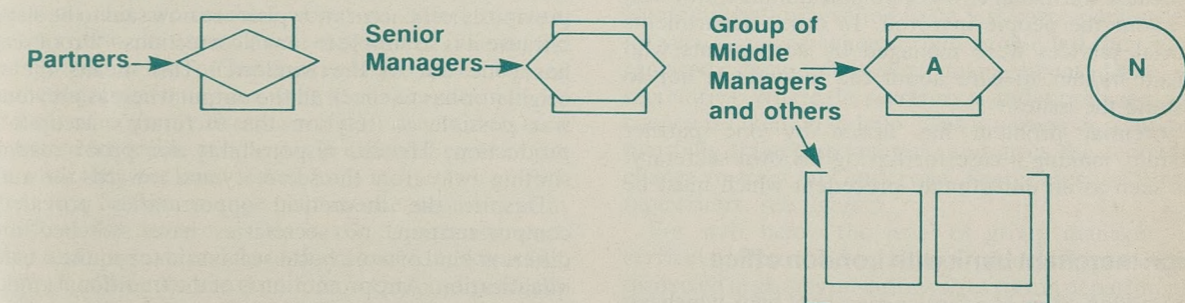 Partners
Senior
Managers
Group of
Middle
Managers
and others
A
N